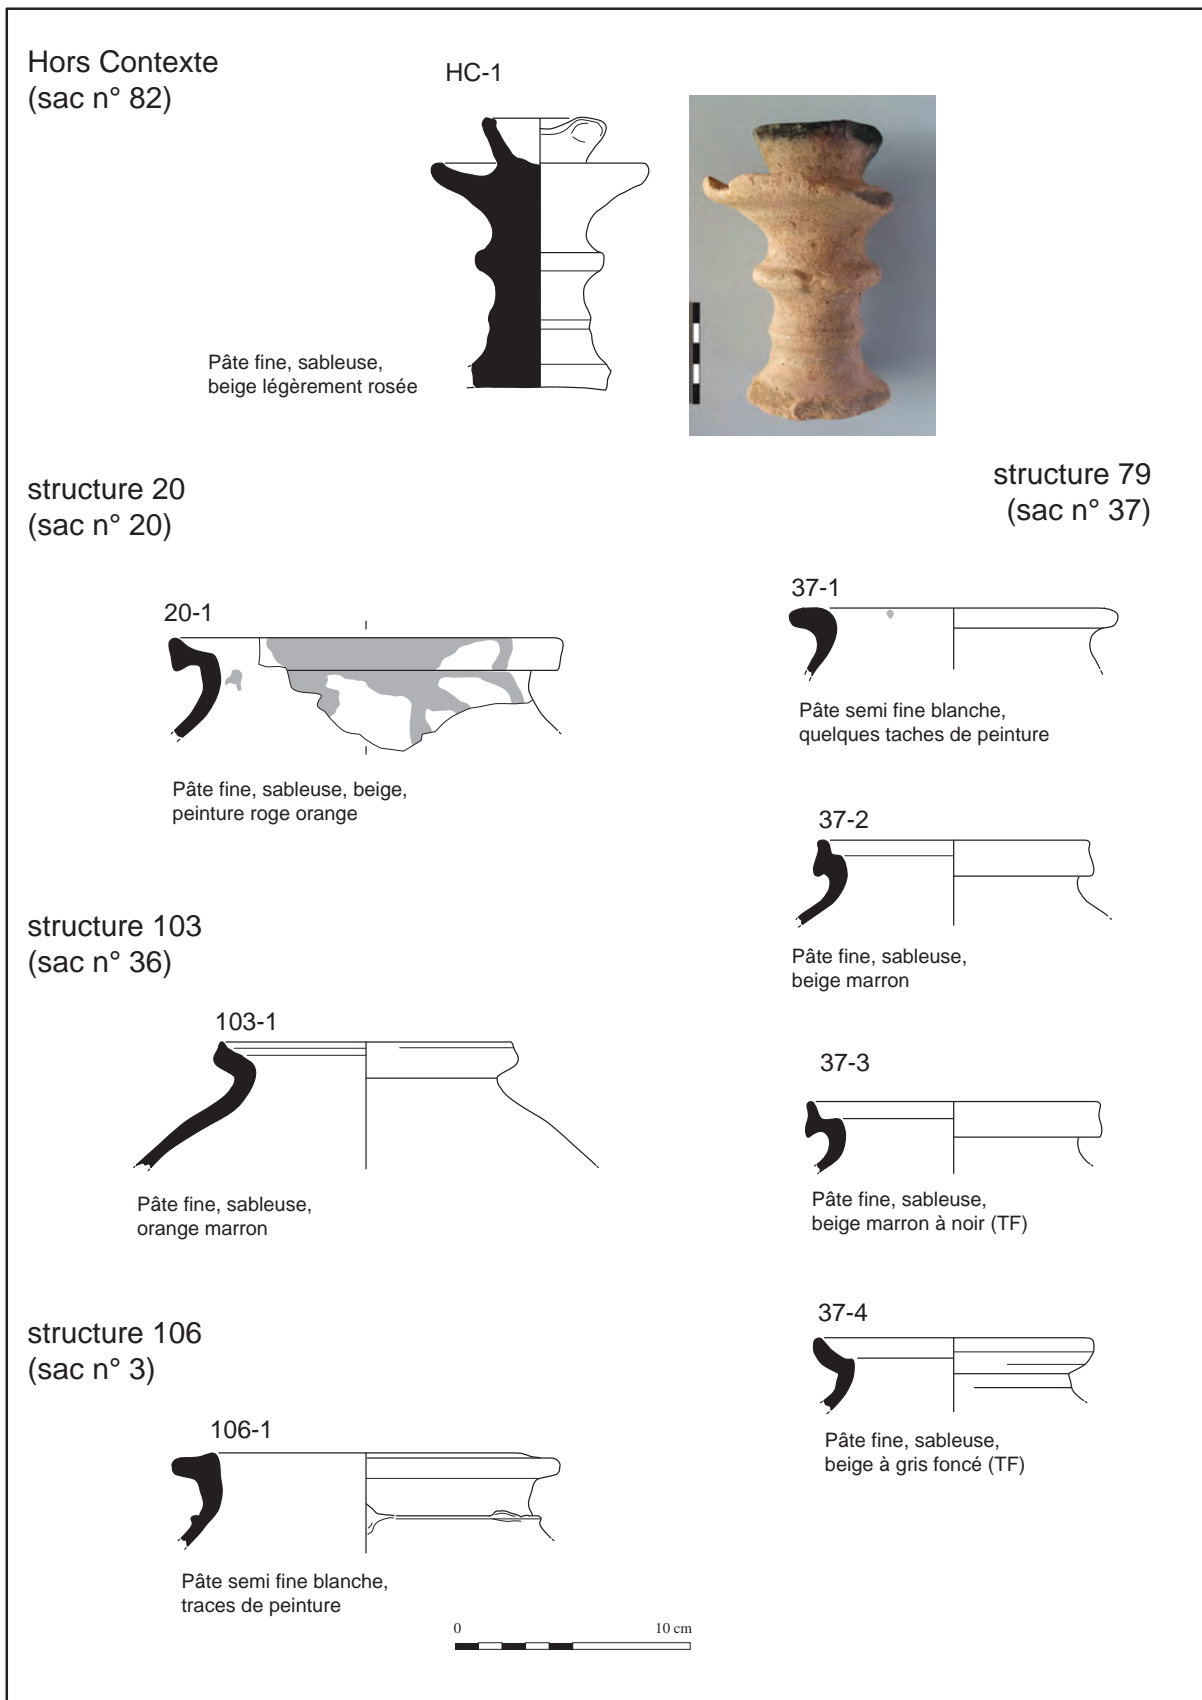 Hors Contexte
(sac n° 82)
HC-1
Pâte fine, sableuse,
beige légèrement rosée
structure 20
(sac n° 20)
20-1
Pâte fine, sableuse, beige,
peinture roge orange
structure 103
(sac n° 36)
103-1
Pâte fine, sableuse,
orange marron
structure 106
(sac n° 3)
106-1
Pâte semi fine blanche,
traces de peinture
structure 79
(sac n° 37)
37-1
Pâte semi fine blanche,
quelques taches de peinture
37-2
Pâte fine, sableuse,
beige marron
37-3
Pâte fine, sableuse,
beige marron à noir (TF)
37-4
Pâte fine, sableuse,
beige à gris foncé (TF)
0 10 cm